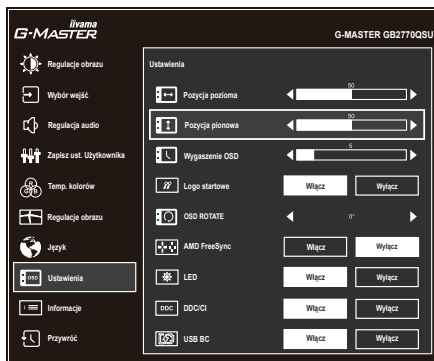 iiyama
G-MASTER
G-MASTER GB2770QSU
Regulacje obrazu
Wybór wejść
Regulacja audio
Zapisz ust. Użytkownika
R G B
Temp. kolorów
Regulacje obrazu
Język
OSD Ustawienia
Informacje
Przywróć
Ustawienia
Pozycja pozioma 50
Pozycja pionowa 50
Wygaszenie OSD 5
Logo startowe Włącz Wyłącz
OSD ROTATE 0°
AMD FreeSync Włącz Wyłącz
LED Włącz Wyłącz
DDC DDC/CI Włącz Wyłącz
USB BC Włącz Wyłącz